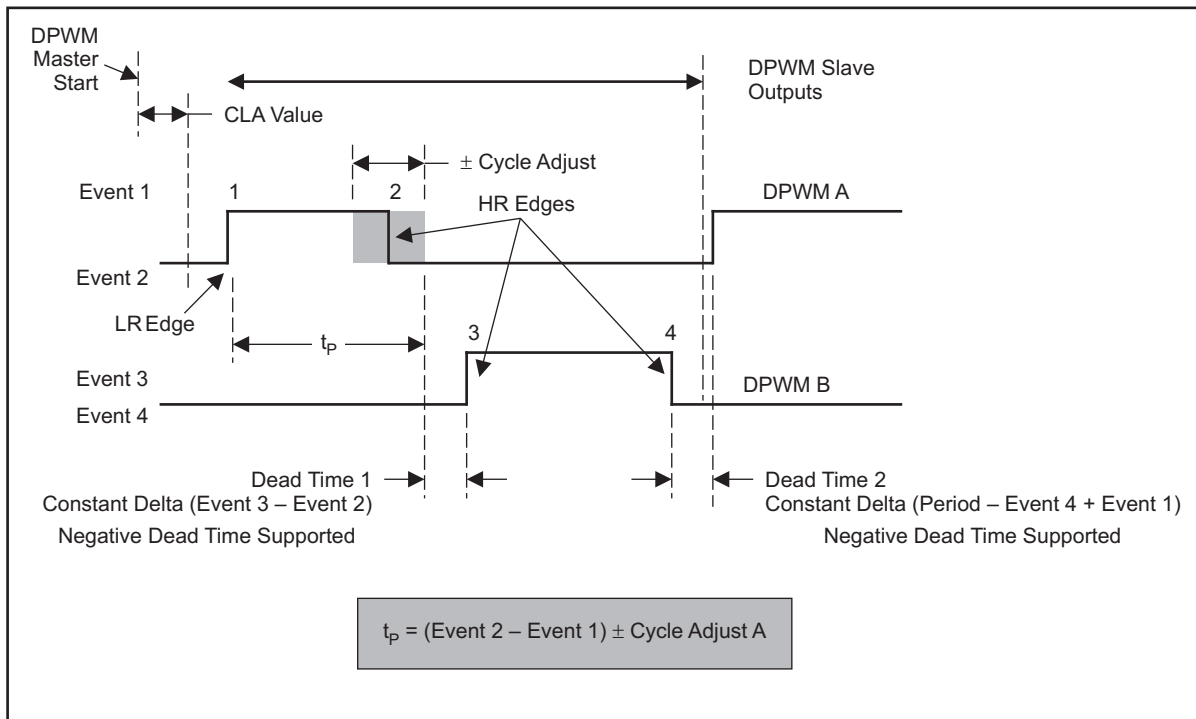 DPWM
Master
Start
DPWM Slave
Outputs
CLA Value
± Cycle Adjust
Event 1
1
2
HR Edges
DPWM A
Event 2
LR Edge
tP
3
4
Event 3
DPWM B
Event 4
Dead Time 1
Constant Delta (Event 3 – Event 2)
Negative Dead Time Supported
Dead Time 2
Constant Delta (Period – Event 4 + Event 1)
Negative Dead Time Supported
tP = (Event 2 – Event 1) ± Cycle Adjust A